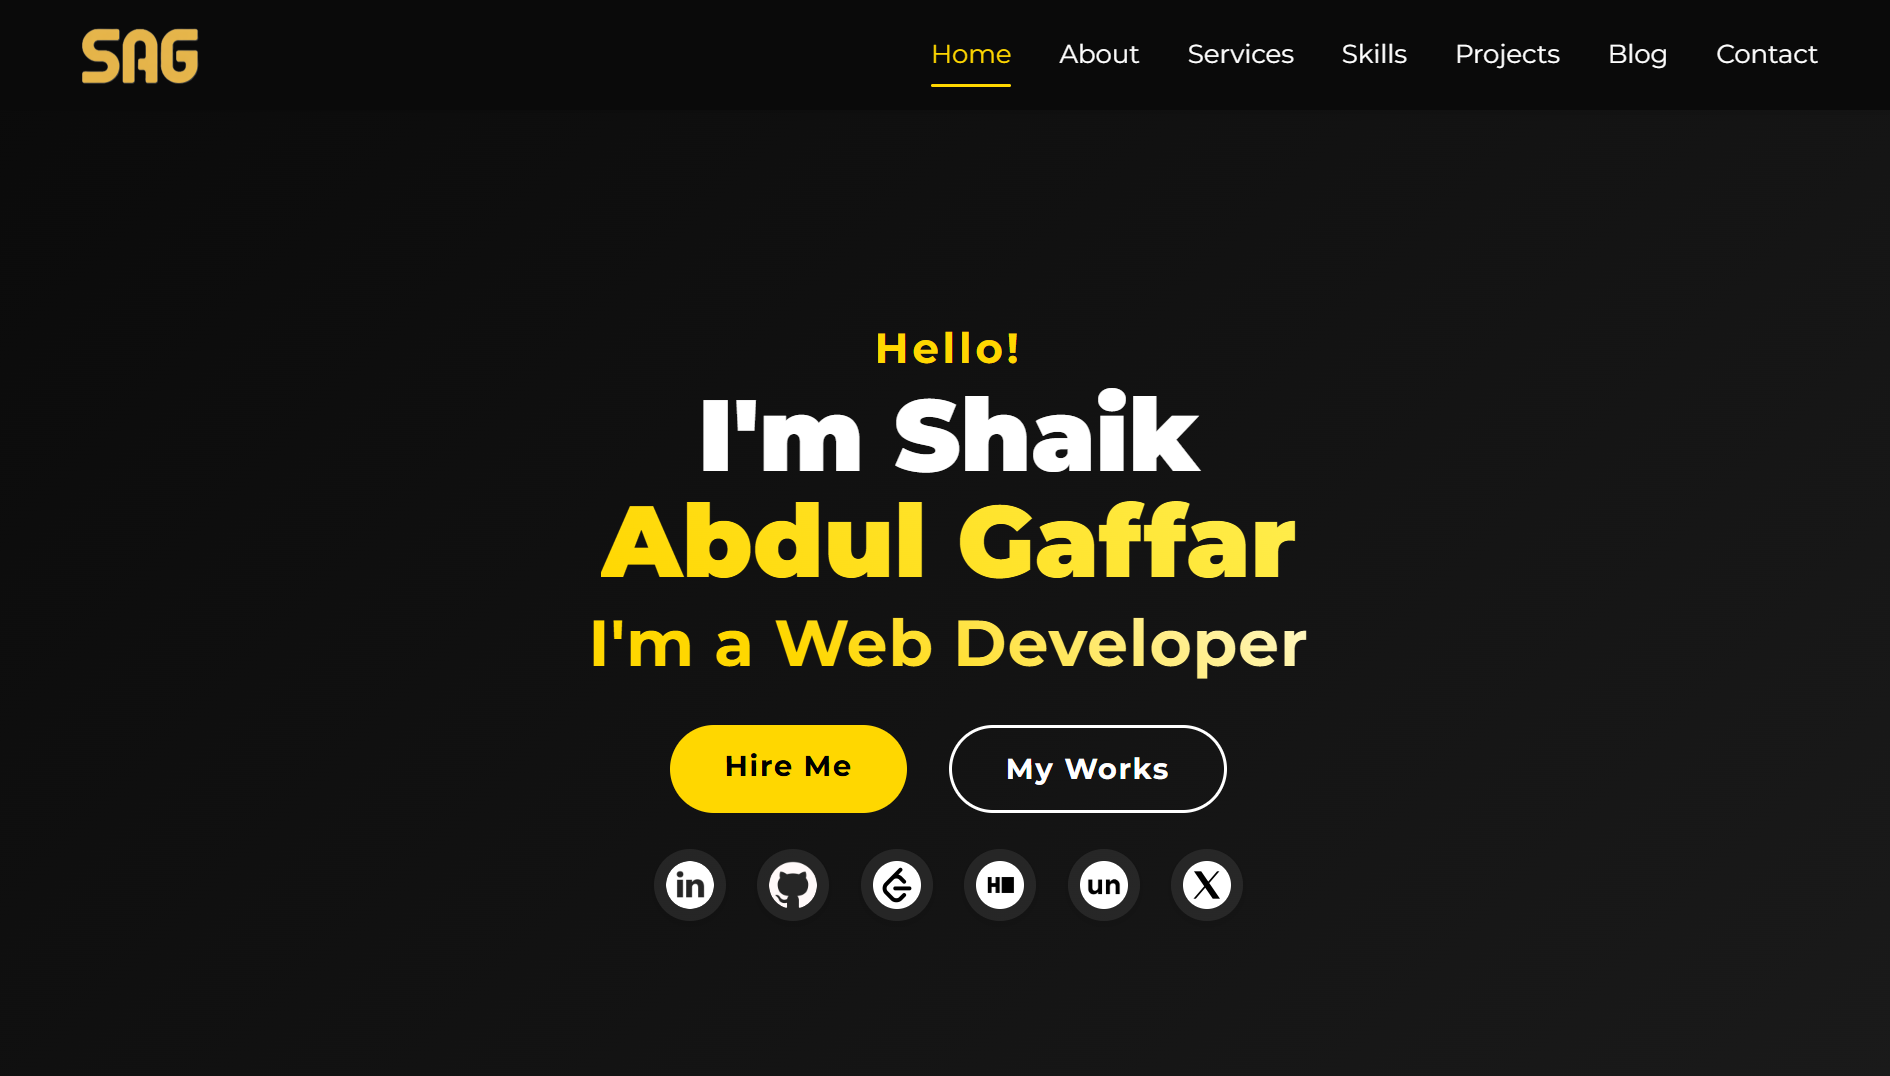 SAG
Home About Services Skills Projects Blog Contact
Hello!
I'm Shaik
Abdul Gaffar
I'm a Web Developer
Hire Me My Works
in H un X